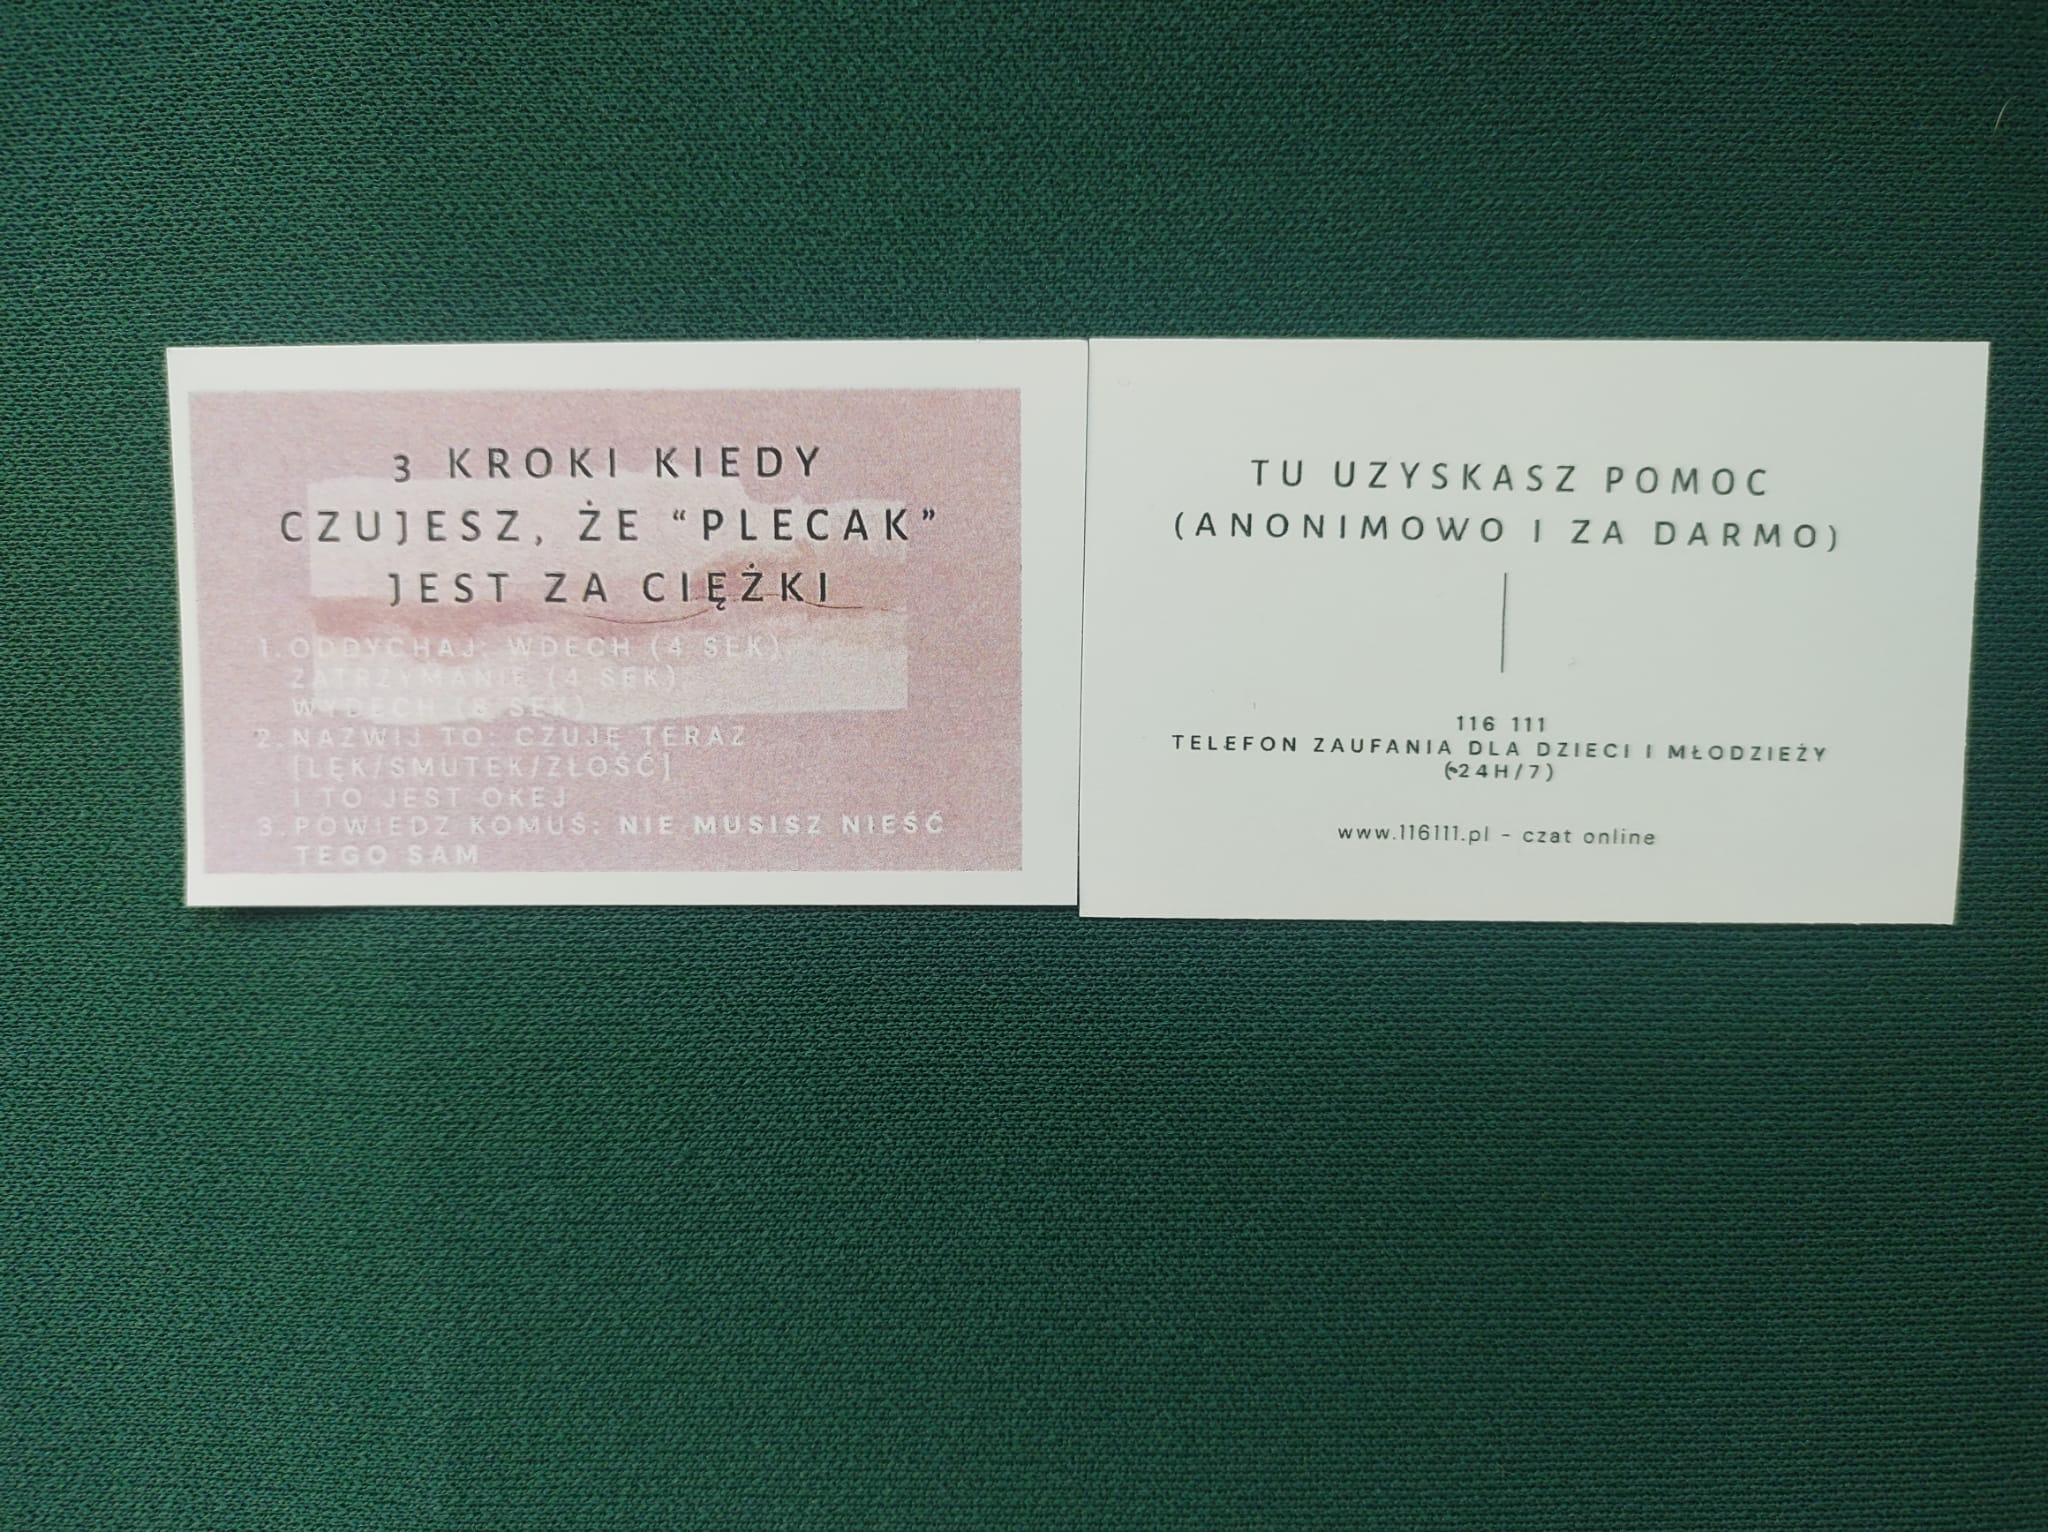 3 KROKI KIEDY
CZUJESZ, ŻE “PLECAK”
JEST ZA CIĘŻKI
1. ODDYCHAJ: WDECH (4 SEK)
ZATRZYMANIE (4 SEK),
WYDECH (8 SEK)
2. NAZWIJ TO: CZUJĘ TERAZ
[LĘK/SMUTEK/ZŁOŚĆ]
I TO JEST OKEJ
3. POWIEDZ KOMUŚ: NIE MUSISZ NIEŚĆ
TEGO SAM
TU UZYSKASZ POMOC
(ANONIMOWO I ZA DARMO)
116 111
TELEFON ZAUFANIA DLA DZIECI I MŁODZIEŻY
(24H/7)
www.116111.pl - czat online